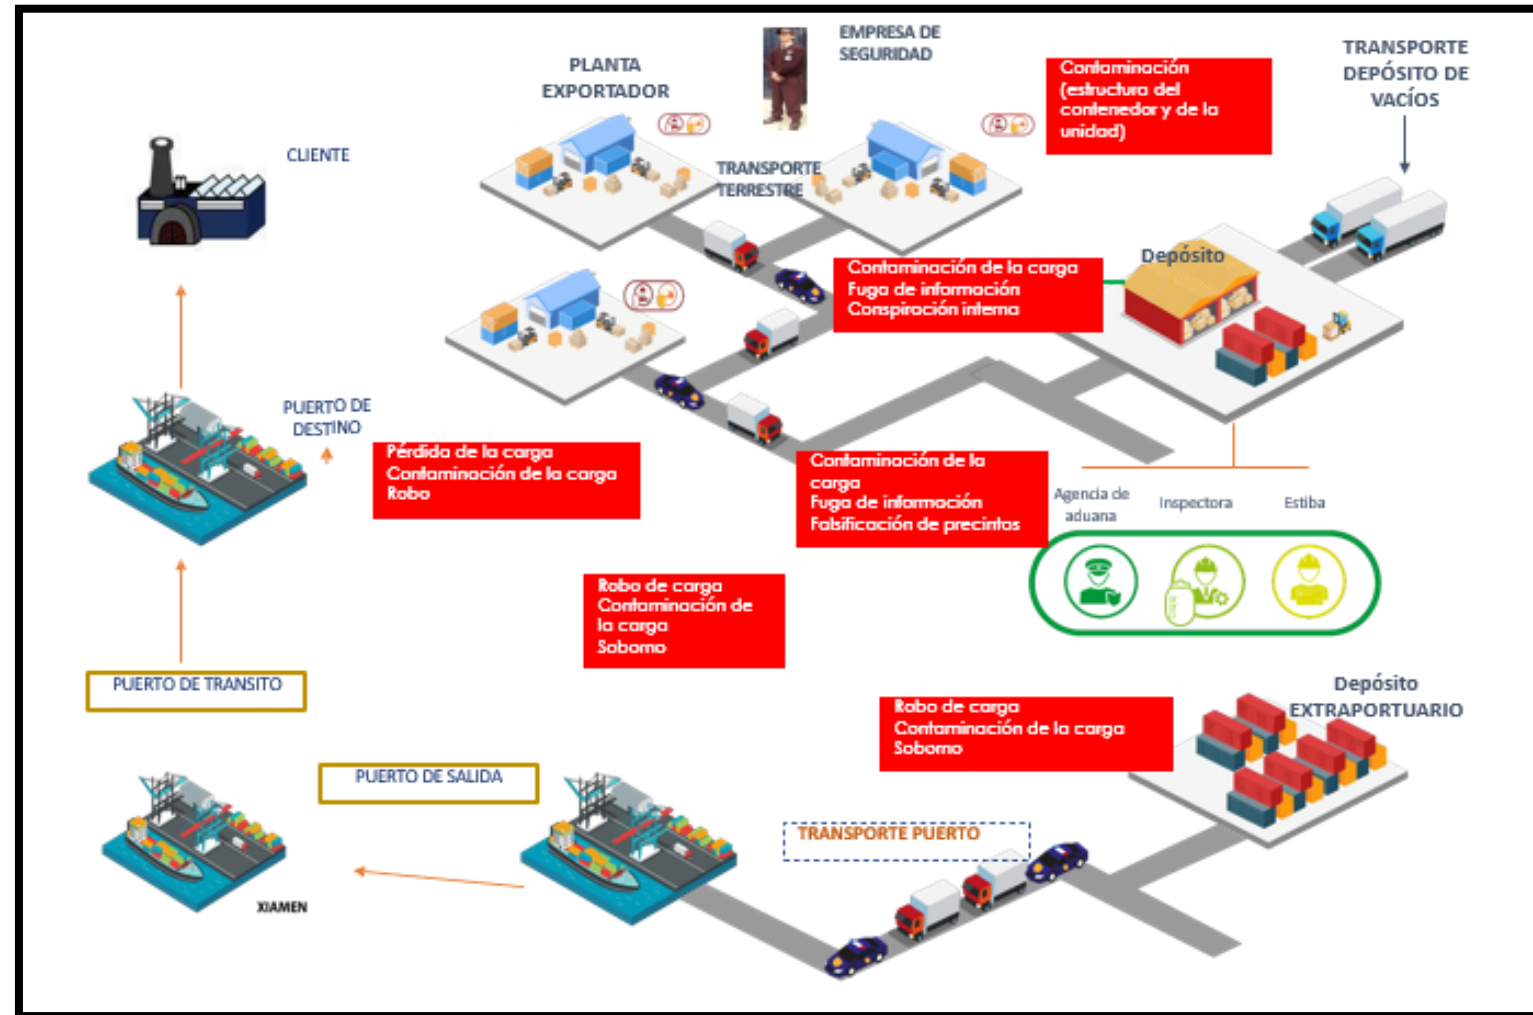 EMPRESA DE
SEGURIDAD
PLANTA
EXPORTADOR
TRANSPORTE
DEPÓSITO DE
VACÍOS
Contaminación
(estructura del
contenedor y de la
unidad)
CLIENTE
TRANSPORTE
TERRESTRE
Depósito
Contaminación de la carga
Fuga de información
Conspiración interna
PUERTO DE
DESTINO
Pérdida de la carga
Contaminación de la carga
Robo
Contaminación de la
carga
Fuga de información
Falsificación de precintos
Agencia de
aduana
Inspectora
Estiba
Robo de carga
Contaminación de
la carga
Soborno
PUERTO DE TRANSITO
Depósito
EXTRAPORTUARIO
Robo de carga
Contaminación de la carga
Soborno
PUERTO DE SALIDA
TRANSPORTE PUERTO
XIAMEN